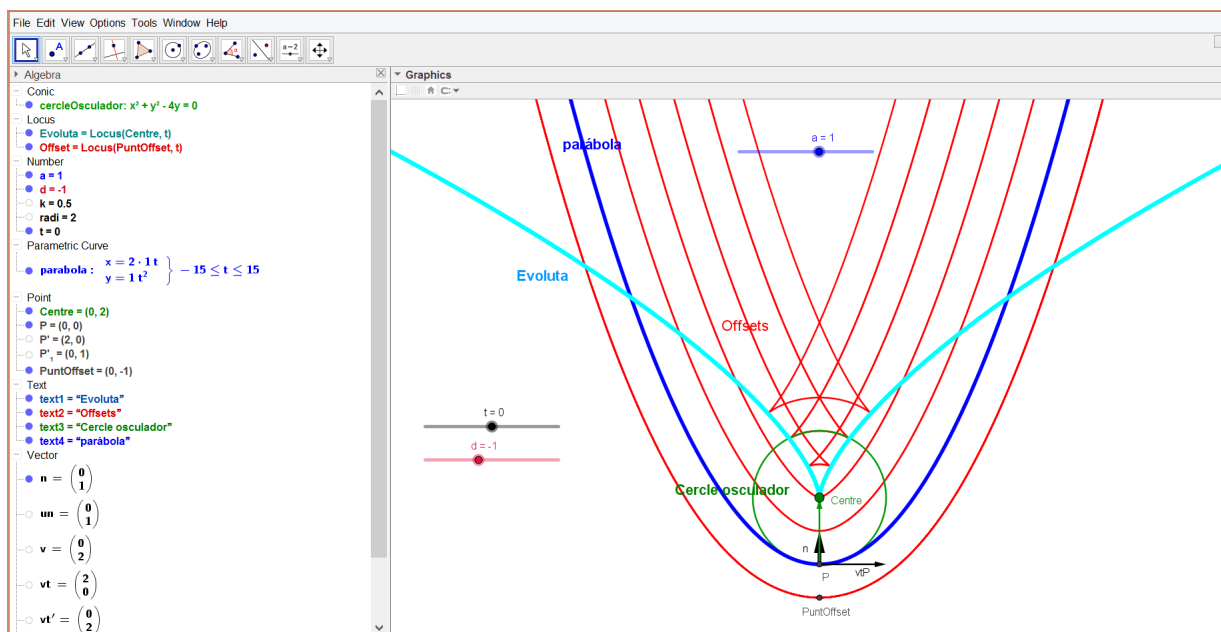 File Edit View Options Tools Window Help
A
α
a=2
Algebra
Graphics
Conic
cercleOsculador: x² + y² - 4y = 0
Locus
Evoluta = Locus(Centre, t)
Offset = Locus(PuntOffset, t)
Number
a = 1
d = -1
k = 0.5
radi = 2
t = 0
Parametric Curve
parabola : x = 2 · 1 t
y = 1 t² } − 15 ≤ t ≤ 15
Point
Centre = (0, 2)
P = (0, 0)
P' = (2, 0)
P'₁ = (0, 1)
PuntOffset = (0, -1)
Text
text1 = “Evoluta”
text2 = “Offsets”
text3 = “Cercle osculador”
text4 = “parábola”
Vector
n = (0 1)
un = (0 1)
v = (0 2)
vt = (2 0)
vt' = (0 2)
parábola
a = 1
Evoluta
Offsets
t = 0
d = -1
Cercle osculador
Centre
n
P
vtP
PuntOffset